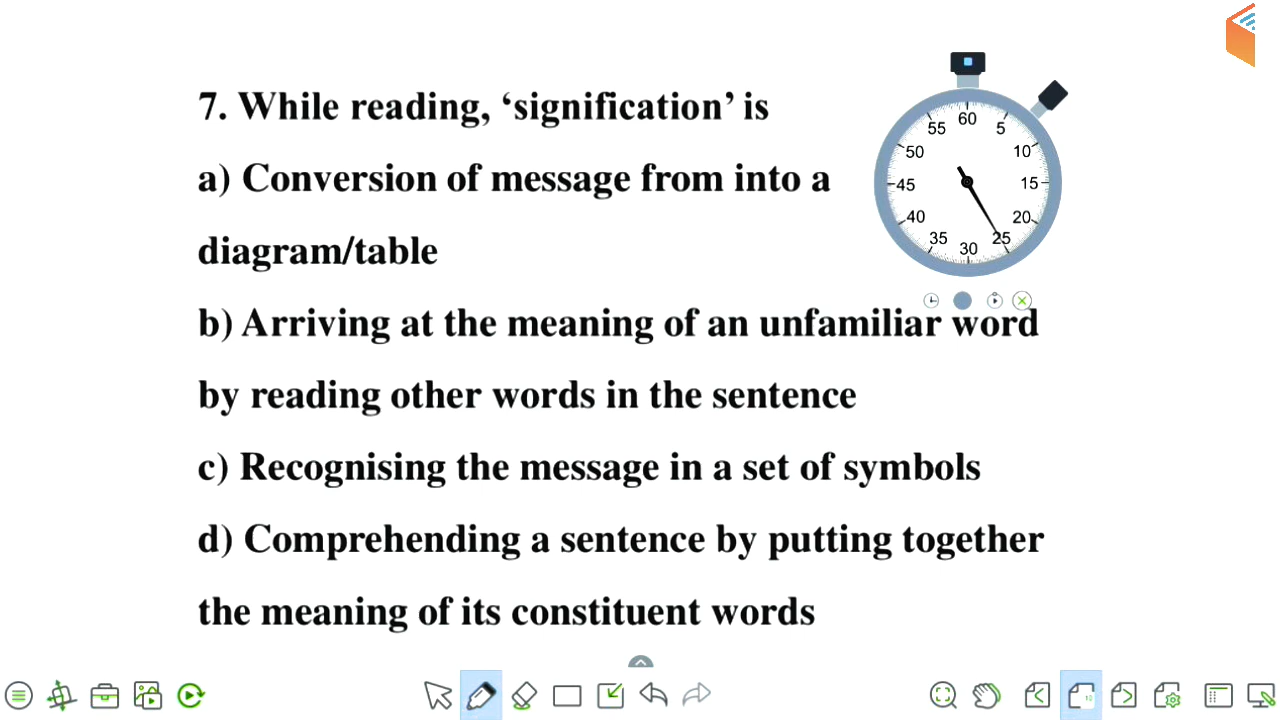 7. While reading, ‘signification’ is
a) Conversion of message from into a
diagram/table
b) Arriving at the meaning of an unfamiliar word
by reading other words in the sentence
c) Recognising the message in a set of symbols
d) Comprehending a sentence by putting together
the meaning of its constituent words
60
55 5
50 10
45 15
40 20
35 25
30